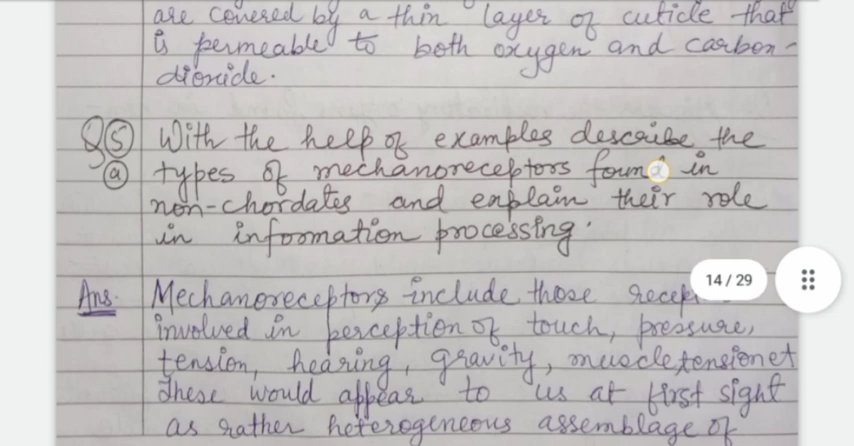 are covered by a thin layer of cuticle that
is permeable to both oxygen and carbon-
dioxide.
Q5 With the help of examples describe the
a types of mechanoreceptors found in
non-chordates and explain their role
in information processing.
14 / 29
Ans. Mechanoreceptors include those
involved in perception of touch, pressure,
tension, hearing, gravity, muscle tension et
These would appear to us at first sight
as rather heterogeneous assemblage of